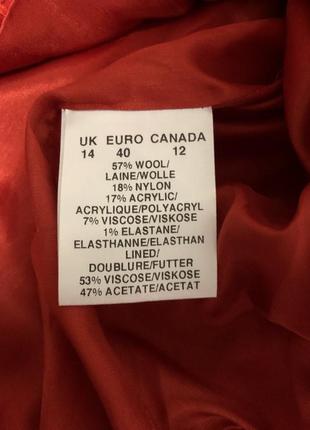 UK EURO CANADA
14 40 12
57% WOOL/
LAINE/WOLLE
18% NYLON
17% ACRYLIC/
ACRYLIQUE/POLYACRYL
7% VISCOSE/VISKOSE
1% ELASTANE/
ELASTHANNE/ELASTHAN
LINED/
DOUBLURE/FUTTER
53% VISCOSE/VISKOSE
47% ACETATE/ACETAT